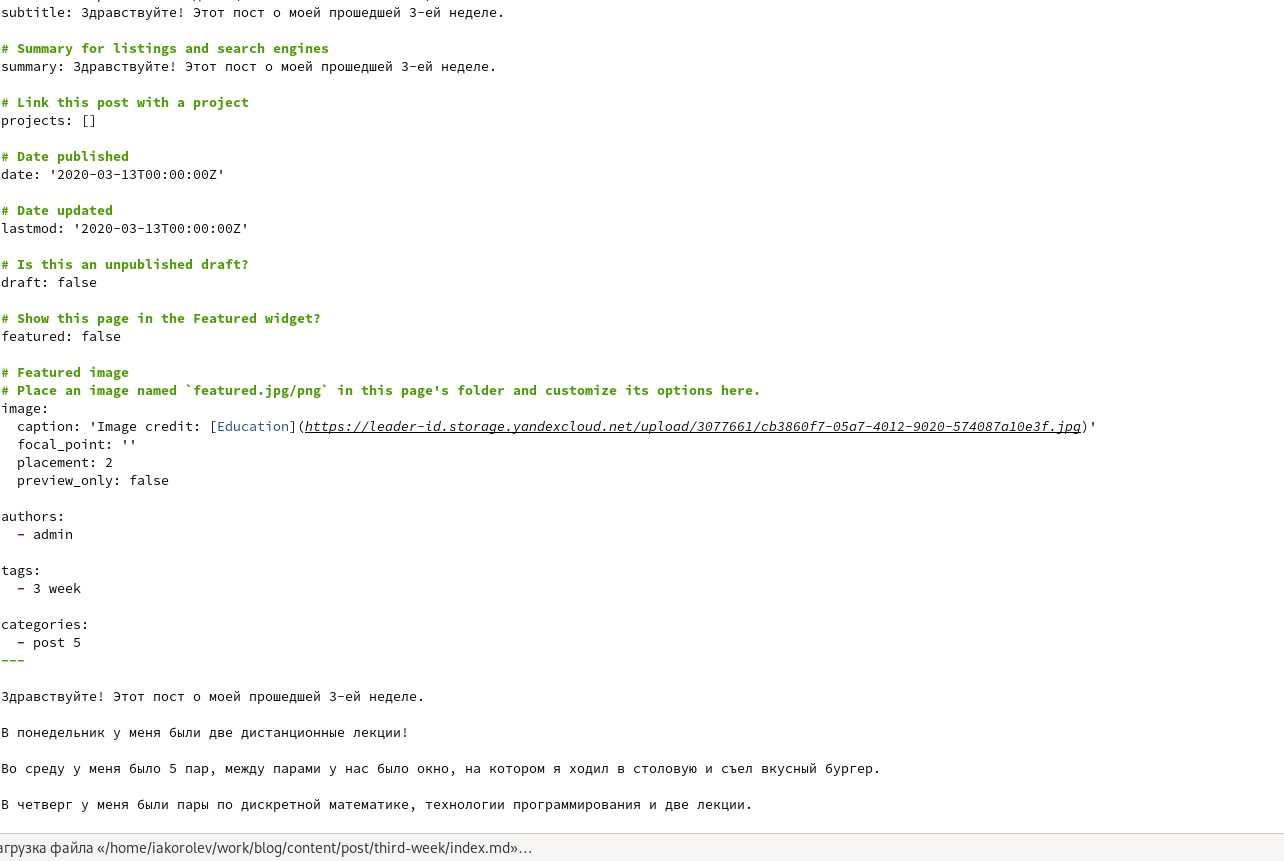 subtitle: Здравствуйте! Этот пост о моей прошедшей 3-ей неделе.
# Summary for listings and search engines
summary: Здравствуйте! Этот пост о моей прошедшей 3-ей неделе.
# Link this post with a project
projects: []
# Date published
date: '2020-03-13T00:00:00Z'
# Date updated
lastmod: '2020-03-13T00:00:00Z'
# Is this an unpublished draft?
draft: false
# Show this page in the Featured widget?
featured: false
# Featured image
# Place an image named `featured.jpg/png` in this page's folder and customize its options here.
image:
  caption: 'Image credit: [Education](https://leader-id.storage.yandexcloud.net/upload/3077661/cb3860f7-05a7-4012-9020-574087a10e3f.jpg)'
  focal_point: ''
  placement: 2
  preview_only: false
authors:
  - admin
tags:
  - 3 week
categories:
  - post 5
---
Здравствуйте! Этот пост о моей прошедшей 3-ей неделе.
В понедельник у меня были две дистанционные лекции!
Во среду у меня было 5 пар, между парами у нас было окно, на котором я ходил в столовую и съел вкусный бургер.
В четверг у меня были пары по дискретной математике, технологии программирования и две лекции.
агрузка файла «/home/iakorolev/work/blog/content/post/third-week/index.md»…